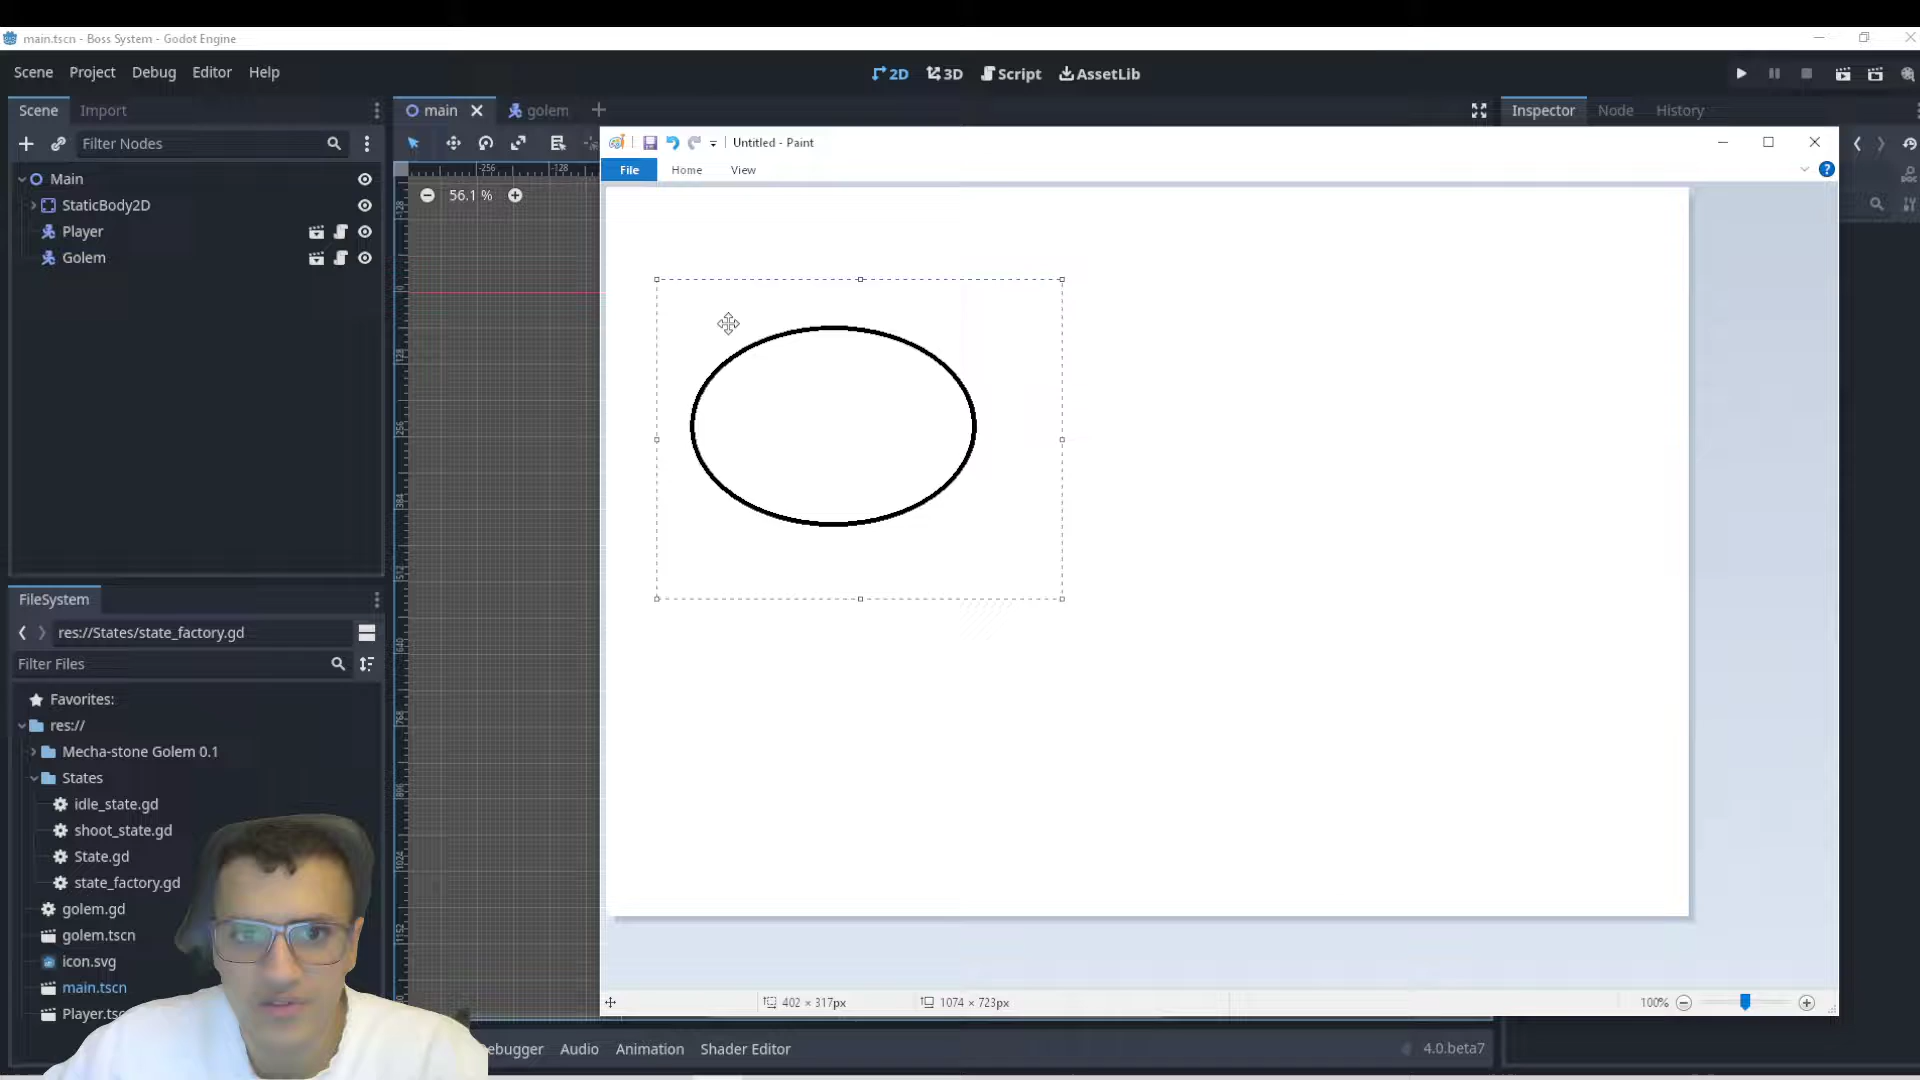 main.tscn - Boss System - Godot Engine
Scene Project Debug Editor Help
2D 3D Script AssetLib
Scene Import
main golem
Inspector Node History
Filter Nodes
Untitled - Paint
File Home View
Main
StaticBody2D
Player
Golem
56.1 %
-256 -128
FileSystem
res://States/state_factory.gd
Filter Files
Favorites:
res://
Mecha-stone Golem 0.1
States
idle_state.gd
shoot_state.gd
State.gd
state_factory.gd
golem.gd
golem.tscn
icon.svg
main.tscn
Player.tsc
402 × 317px
1074 × 723px
100%
ebugger Audio Animation Shader Editor
4.0.beta7